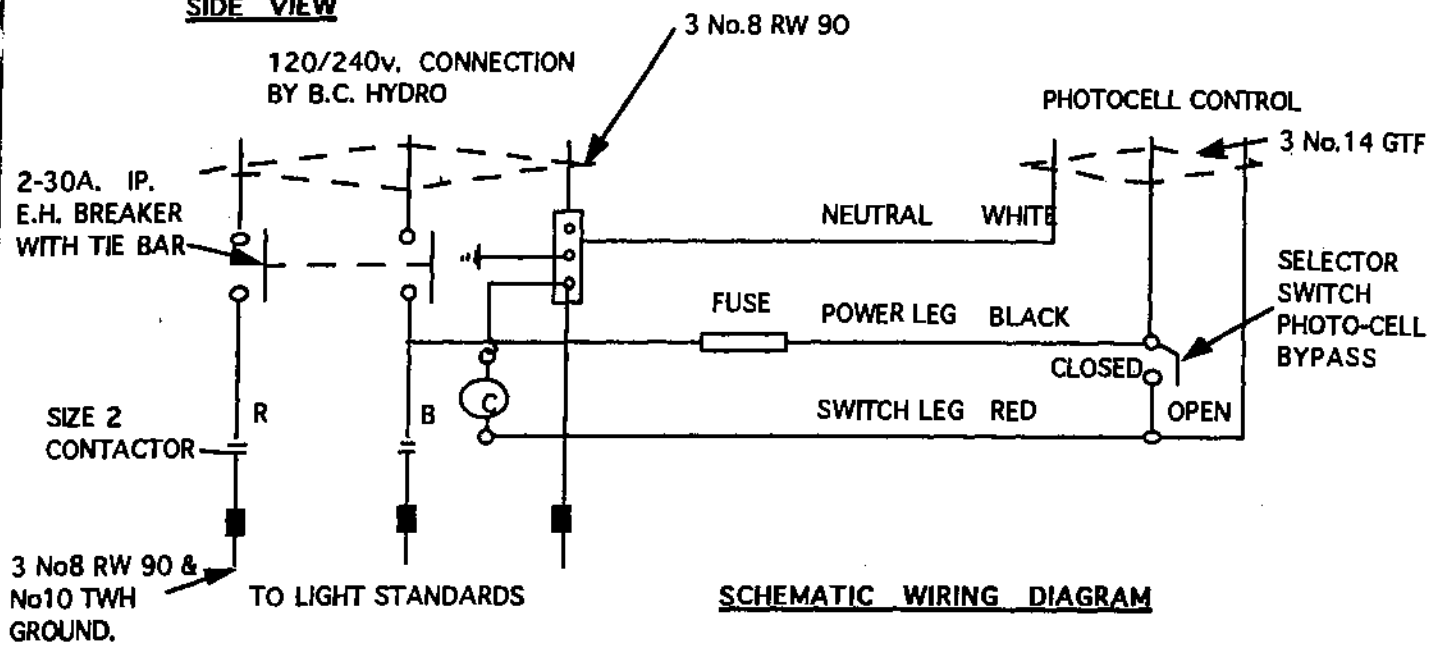 SIDE VIEW
3 No.8 RW 90
120/240v. CONNECTION
BY B.C. HYDRO
PHOTOCELL CONTROL
3 No.14 GTF
2-30A. IP.
E.H. BREAKER
WITH TIE BAR
NEUTRAL WHITE
SELECTOR
SWITCH
PHOTO-CELL
BYPASS
FUSE
POWER LEG BLACK
CLOSED
C
SIZE 2
CONTACTOR
R
B
SWITCH LEG RED
OPEN
3 No8 RW 90 &
No10 TWH
GROUND.
TO LIGHT STANDARDS
SCHEMATIC WIRING DIAGRAM